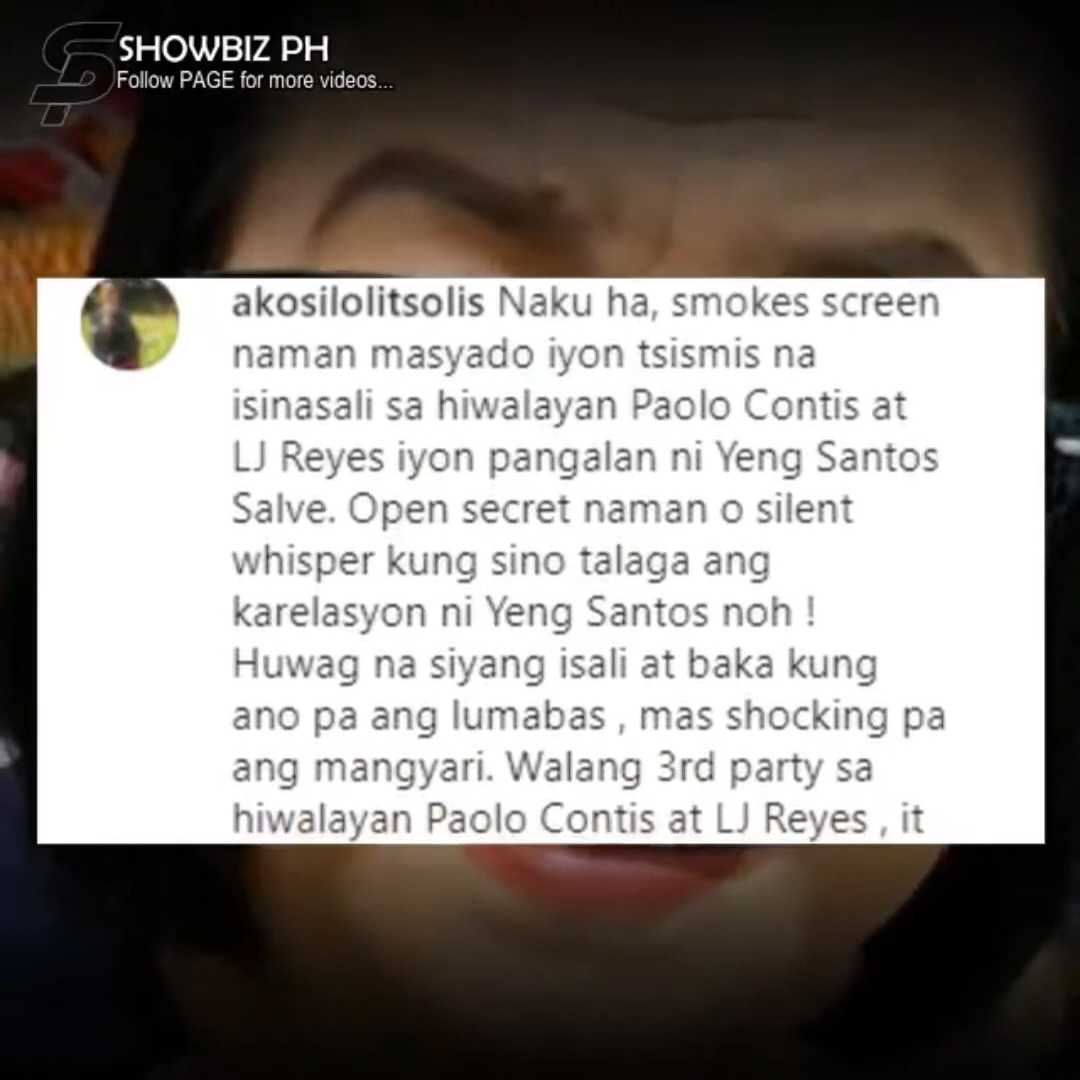 SHOWBIZ PH
Follow PAGE for more videos...
akosilolitsolis Naku ha, smokes screen
naman masyado iyon tsismis na
isinasali sa hiwalayan Paolo Contis at
LJ Reyes iyon pangalan ni Yeng Santos
Salve. Open secret naman o silent
whisper kung sino talaga ang
karelasyon ni Yeng Santos noh !
Huwag na siyang isali at baka kung
ano pa ang lumabas , mas shocking pa
ang mangyari. Walang 3rd party sa
hiwalayan Paolo Contis at LJ Reyes , it